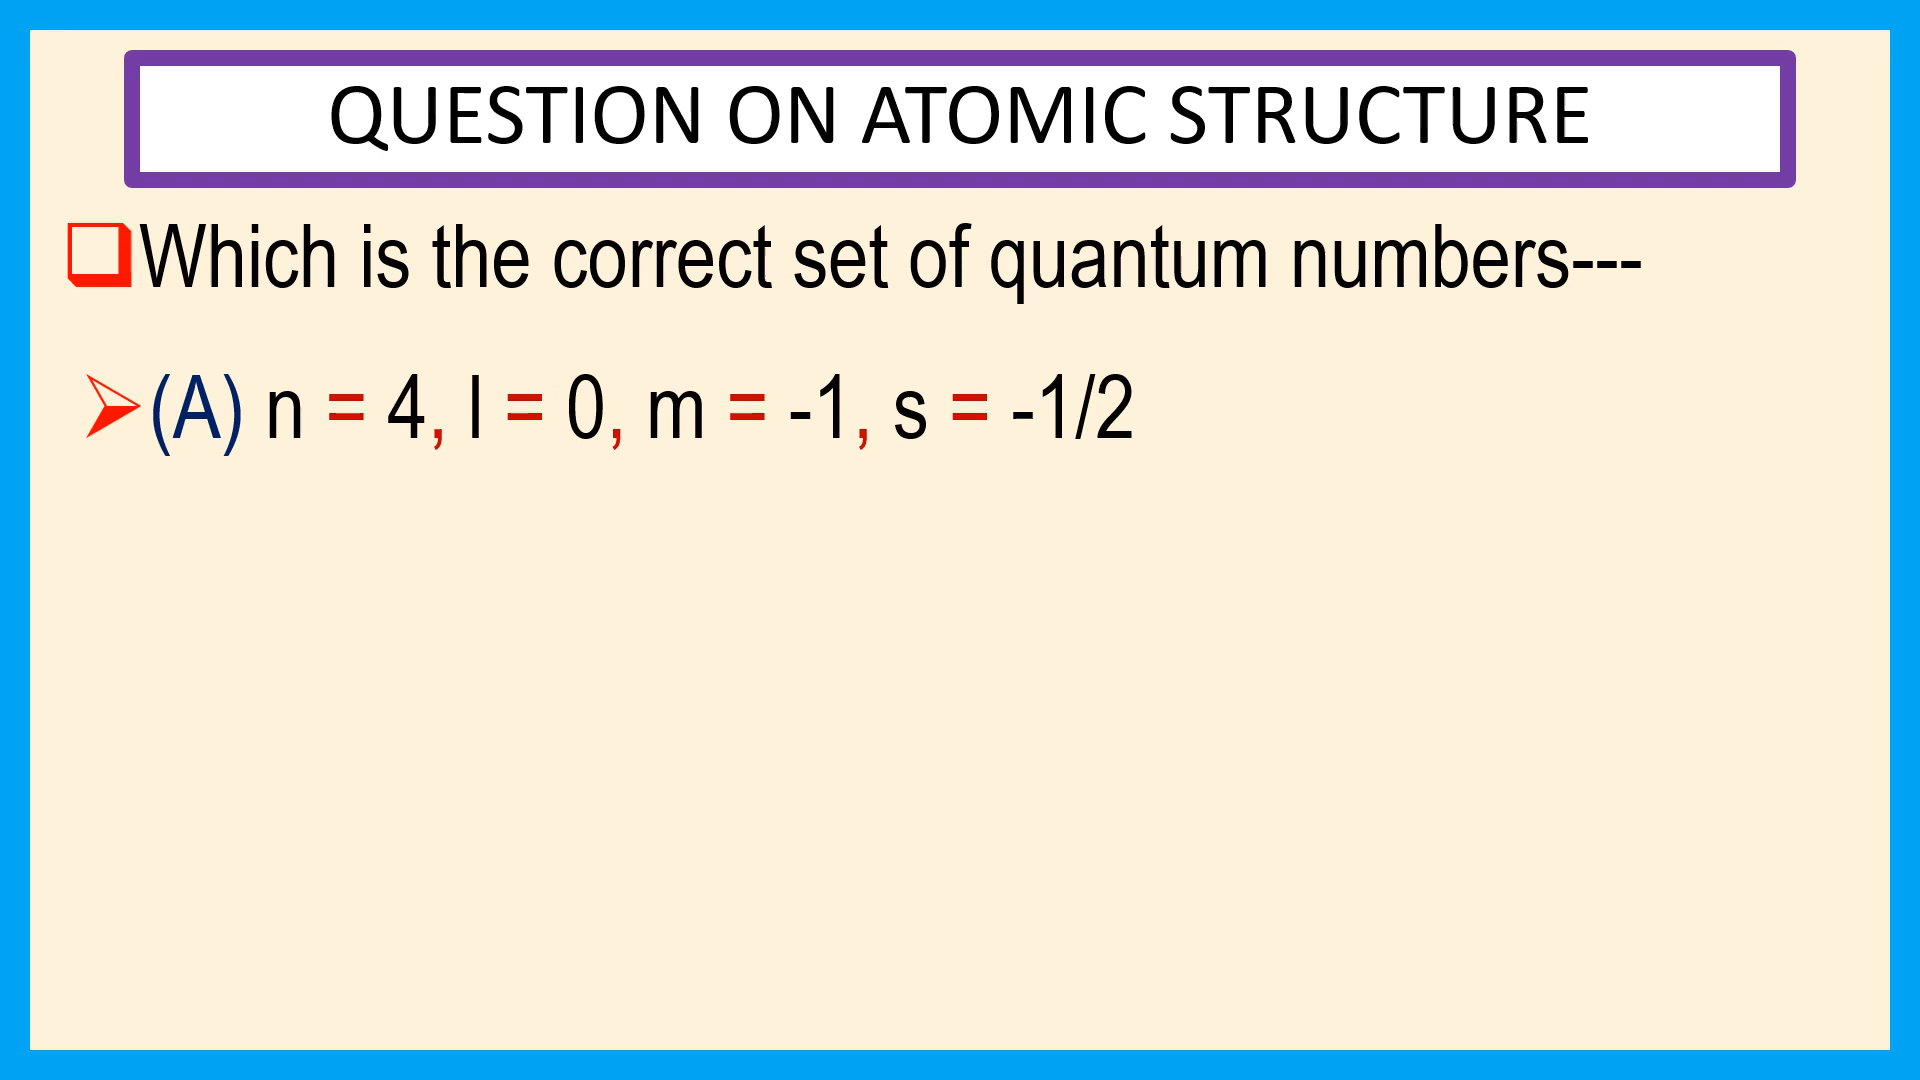 QUESTION ON ATOMIC STRUCTURE
Which is the correct set of quantum numbers---
(A) n = 4, l = 0, m = -1, s = -1/2